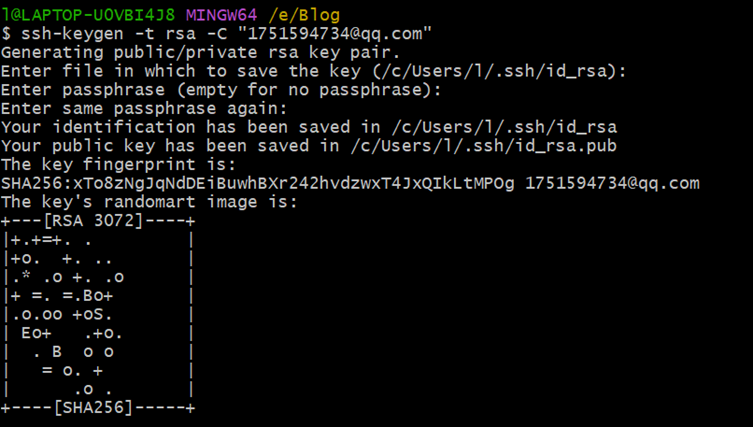 l@LAPTOP-U0VBI4J8 MINGW64 /e/Blog
$ ssh-keygen -t rsa -C "1751594734@qq.com"
Generating public/private rsa key pair.
Enter file in which to save the key (/c/Users/l/.ssh/id_rsa):
Enter passphrase (empty for no passphrase):
Enter same passphrase again:
Your identification has been saved in /c/Users/l/.ssh/id_rsa
Your public key has been saved in /c/Users/l/.ssh/id_rsa.pub
The key fingerprint is:
SHA256:xTo8zNgJqNdDEiBuwhBXr242hvdzwxT4JxQIkLtMPOg 1751594734@qq.com
The key's randomart image is:
+---[RSA 3072]----+
|+.+=+. .         |
|+o.  +. ..       |
|.* .o +. .o      |
|+ =. =.Bo+       |
|.o.oo +oS.       |
| Eo+   .+o.      |
|  . B  o o       |
|   = o. +        |
|      .o .       |
+----[SHA256]-----+